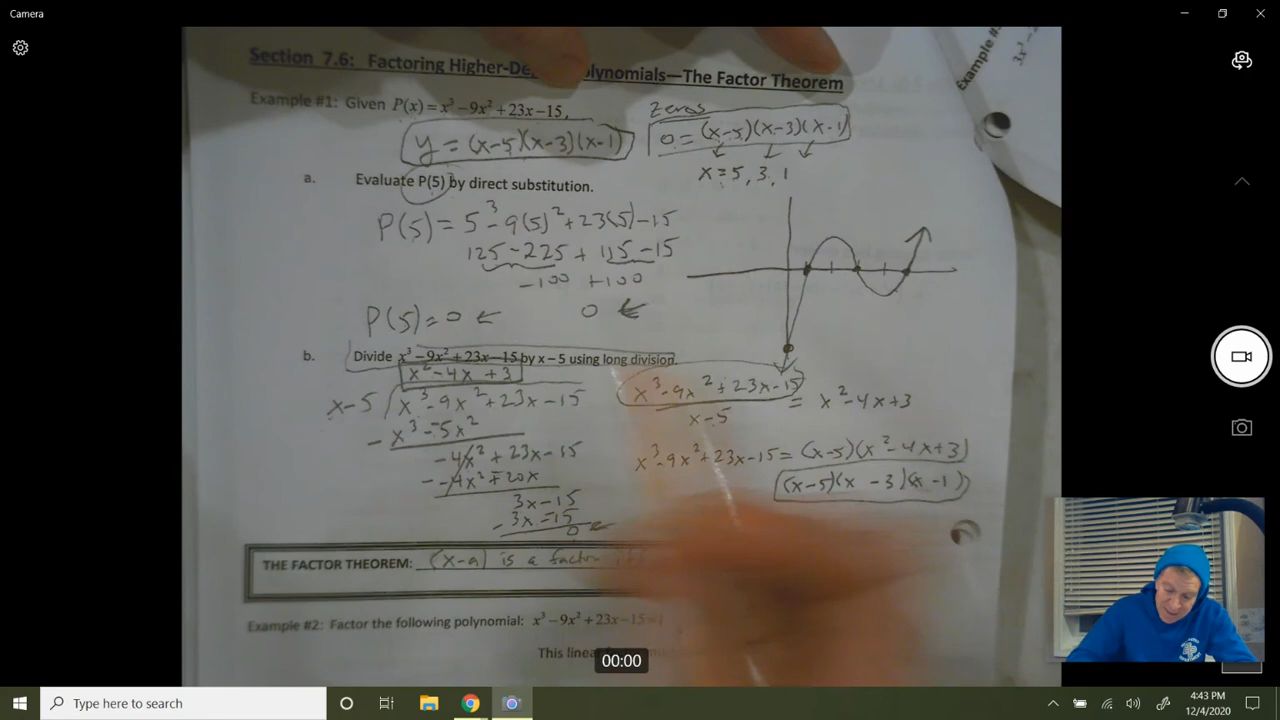 Camera
Section 7.6: Factoring Higher-De olynomials—The Factor Theorem
Example #1: Given P(x) = x³ − 9x² + 23x − 15,
y = (x-5)(x-3)(x-1)
Zeros
0 = (x-5)(x-3)(x-1)
x = 5, 3, 1
a. Evaluate P(5) by direct substitution.
P(5) = 5³ - 9(5)² + 23(5) - 15
125 - 225 + 115 - 15
-100 +100
P(5) = 0 ← 0 ←
b. Divide x³ − 9x² + 23x − 15 by x − 5 using long division.
x² - 4x + 3
x-5 x³ - 9x² + 23x - 15
- x³ - 5x²
-4x² + 23x - 15
- -4x² + 20x
3x - 15
- 3x - 15
0 ←
x³ - 9x² + 23x - 15
x-5
= x² - 4x + 3
x³ - 9x² + 23x - 15 = (x-5)(x² - 4x + 3)
(x-5)(x - 3)(x - 1)
THE FACTOR THEOREM: (x-a) is a factor
Example #2: Factor the following polynomial: x³ − 9x² + 23x − 15 =
This linear
Example #
3x³ −
00:00
Type here to search
4:43 PM
12/4/2020